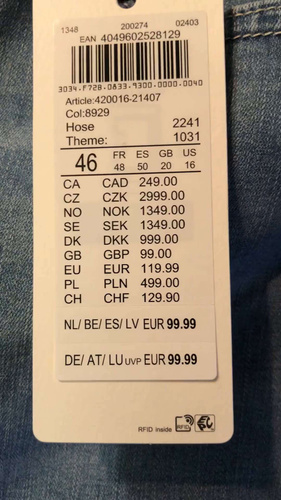 1348 200274 02403
EAN 4049602528129
3034.F72B.0833.9300.0000.0040
Article:420016-21407
Col:8929
Hose 2241
Theme: 1031
46 FR ES GB US
48 50 20 16
CA CAD 249.00
CZ CZK 2999.00
NO NOK 1349.00
SE SEK 1349.00
DK DKK 999.00
GB GBP 99.00
EU EUR 119.99
PL PLN 499.00
CH CHF 129.90
NL/ BE/ ES/ LV EUR 99.99
DE/ AT/ LU UVP EUR 99.99
RFID inside